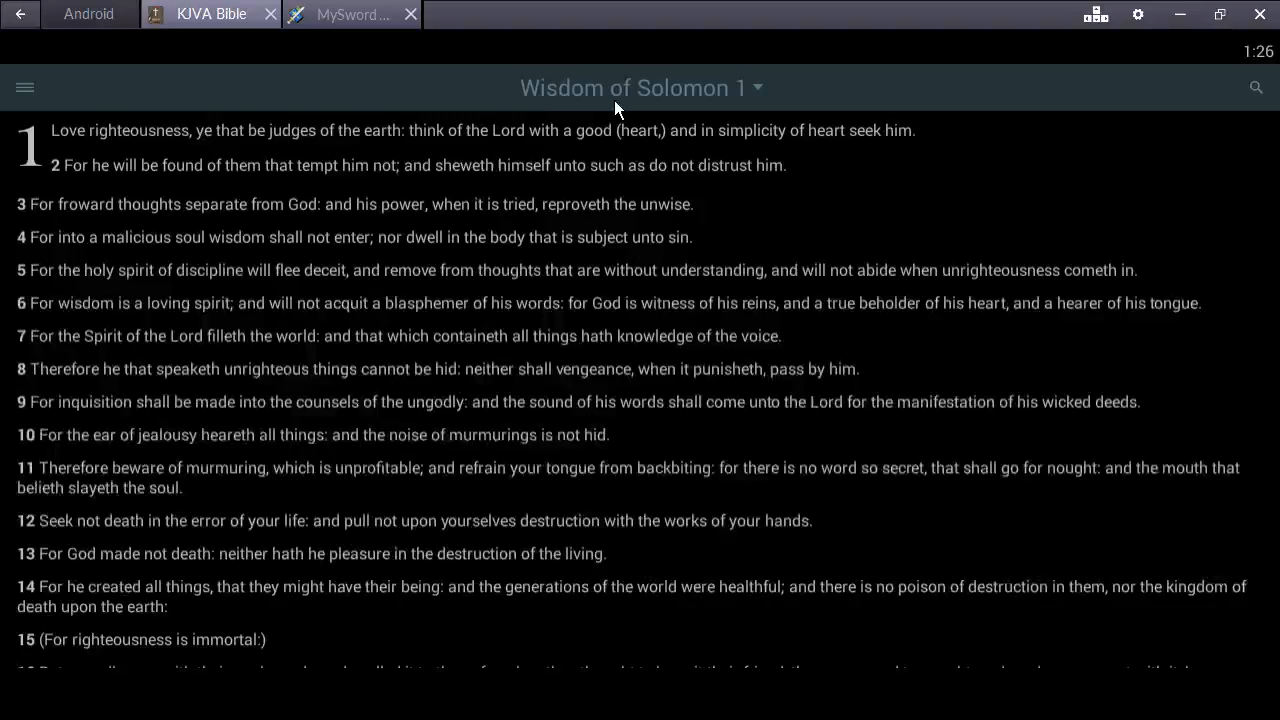 Android
KJVA Bible
MySword ...
1:26
Wisdom of Solomon 1
1 Love righteousness, ye that be judges of the earth: think of the Lord with a good (heart,) and in simplicity of heart seek him.
2 For he will be found of them that tempt him not; and sheweth himself unto such as do not distrust him.
3 For froward thoughts separate from God: and his power, when it is tried, reproveth the unwise.
4 For into a malicious soul wisdom shall not enter; nor dwell in the body that is subject unto sin.
5 For the holy spirit of discipline will flee deceit, and remove from thoughts that are without understanding, and will not abide when unrighteousness cometh in.
6 For wisdom is a loving spirit; and will not acquit a blasphemer of his words: for God is witness of his reins, and a true beholder of his heart, and a hearer of his tongue.
7 For the Spirit of the Lord filleth the world: and that which containeth all things hath knowledge of the voice.
8 Therefore he that speaketh unrighteous things cannot be hid: neither shall vengeance, when it punisheth, pass by him.
9 For inquisition shall be made into the counsels of the ungodly: and the sound of his words shall come unto the Lord for the manifestation of his wicked deeds.
10 For the ear of jealousy heareth all things: and the noise of murmurings is not hid.
11 Therefore beware of murmuring, which is unprofitable; and refrain your tongue from backbiting: for there is no word so secret, that shall go for nought: and the mouth that
belieth slayeth the soul.
12 Seek not death in the error of your life: and pull not upon yourselves destruction with the works of your hands.
13 For God made not death: neither hath he pleasure in the destruction of the living.
14 For he created all things, that they might have their being: and the generations of the world were healthful; and there is no poison of destruction in them, nor the kingdom of
death upon the earth:
15 (For righteousness is immortal:)